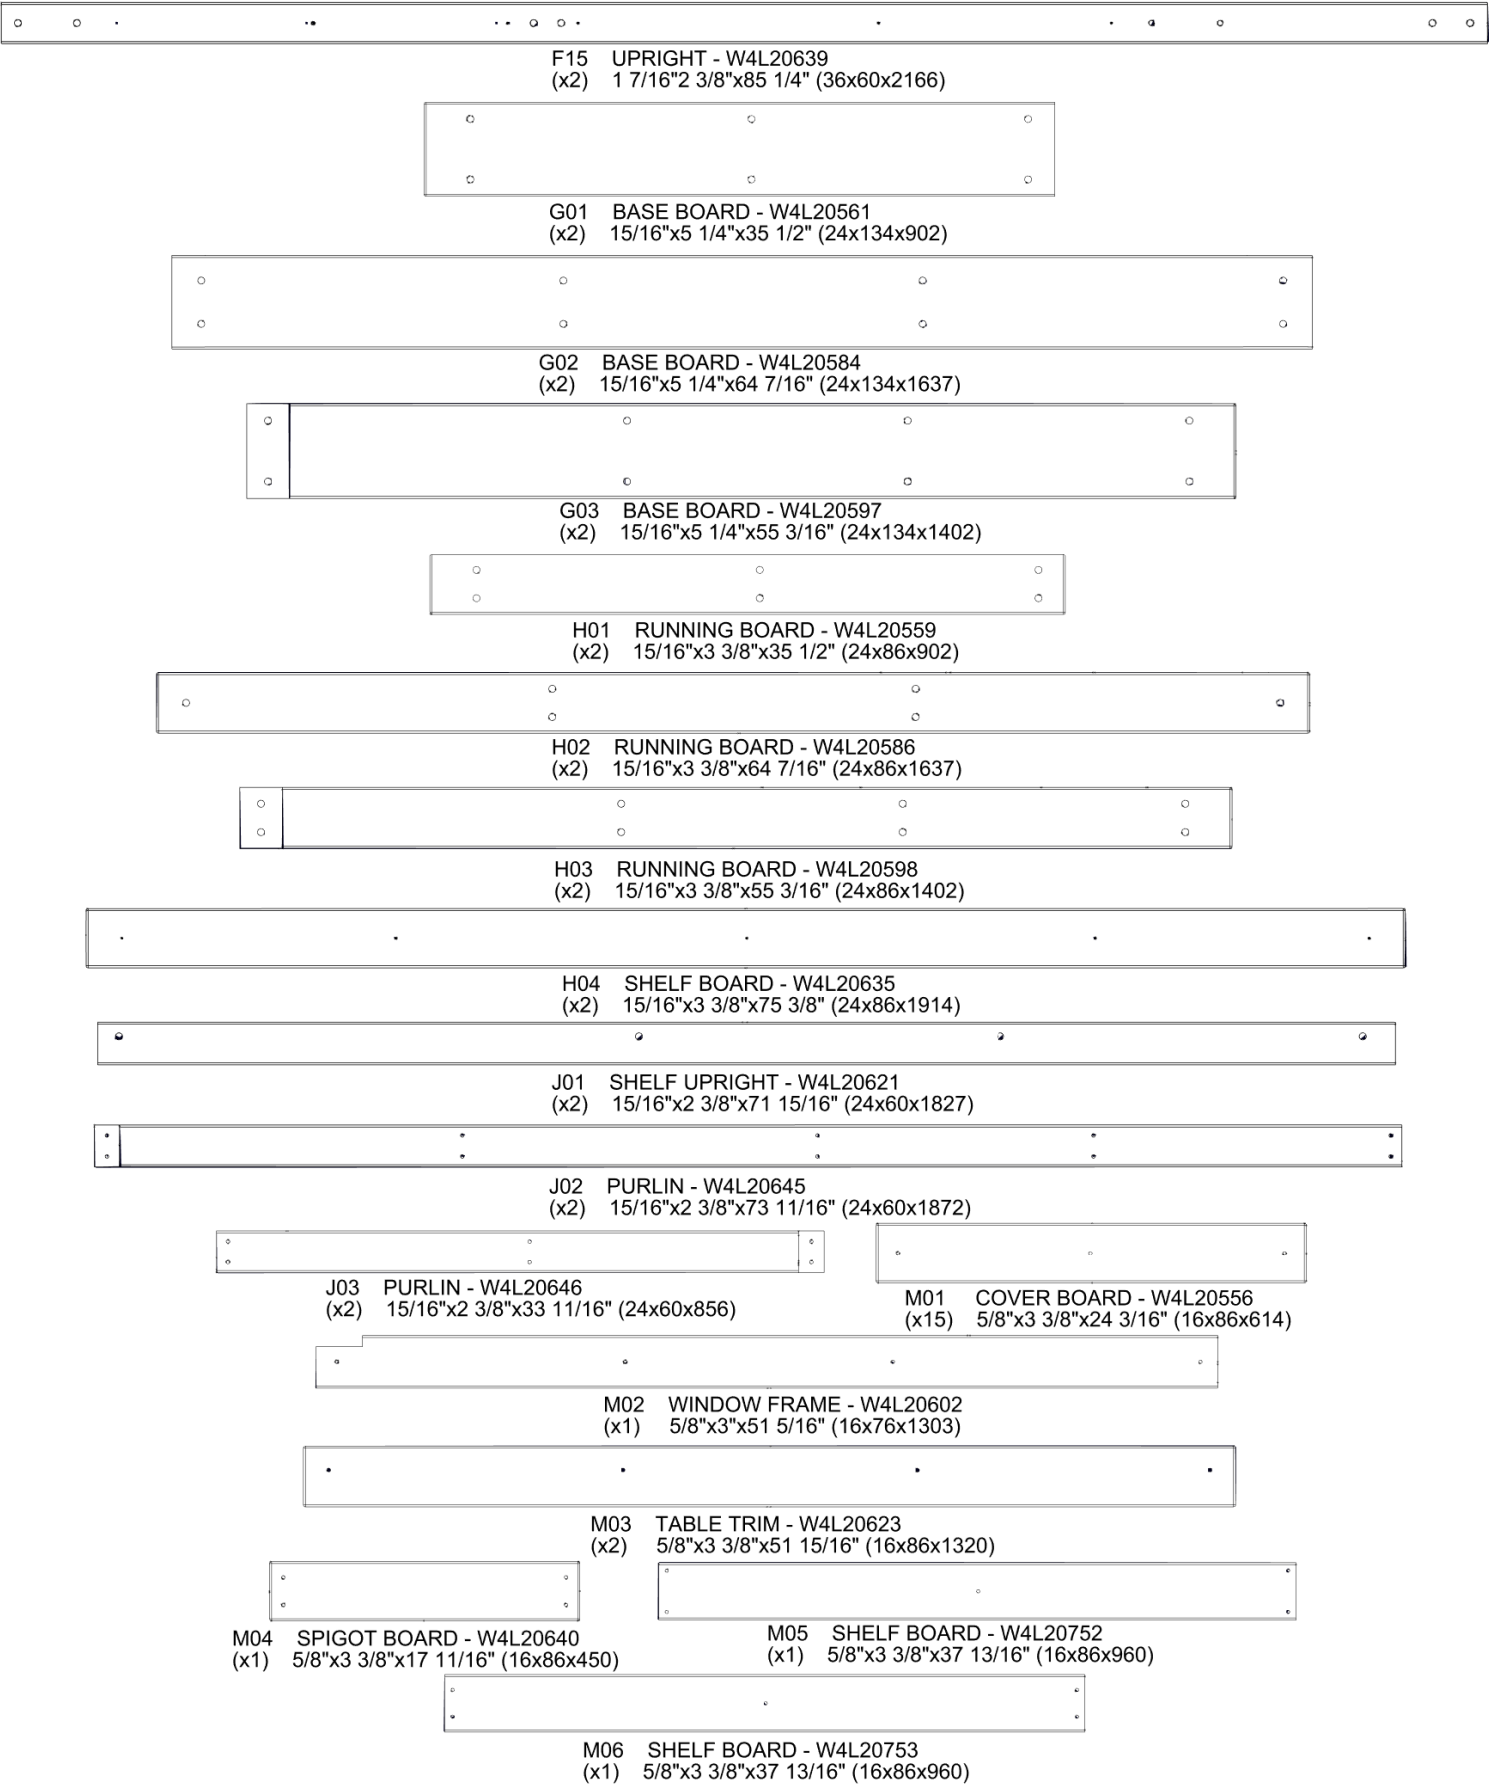 F15 UPRIGHT - W4L20639
(x2) 1 7/16"2 3/8"x85 1/4" (36x60x2166)
G01 BASE BOARD - W4L20561
(x2) 15/16"x5 1/4"x35 1/2" (24x134x902)
G02 BASE BOARD - W4L20584
(x2) 15/16"x5 1/4"x64 7/16" (24x134x1637)
G03 BASE BOARD - W4L20597
(x2) 15/16"x5 1/4"x55 3/16" (24x134x1402)
H01 RUNNING BOARD - W4L20559
(x2) 15/16"x3 3/8"x35 1/2" (24x86x902)
H02 RUNNING BOARD - W4L20586
(x2) 15/16"x3 3/8"x64 7/16" (24x86x1637)
H03 RUNNING BOARD - W4L20598
(x2) 15/16"x3 3/8"x55 3/16" (24x86x1402)
H04 SHELF BOARD - W4L20635
(x2) 15/16"x3 3/8"x75 3/8" (24x86x1914)
J01 SHELF UPRIGHT - W4L20621
(x2) 15/16"x2 3/8"x71 15/16" (24x60x1827)
J02 PURLIN - W4L20645
(x2) 15/16"x2 3/8"x73 11/16" (24x60x1872)
J03 PURLIN - W4L20646
(x2) 15/16"x2 3/8"x33 11/16" (24x60x856)
M01 COVER BOARD - W4L20556
(x15) 5/8"x3 3/8"x24 3/16" (16x86x614)
M02 WINDOW FRAME - W4L20602
(x1) 5/8"x3"x51 5/16" (16x76x1303)
M03 TABLE TRIM - W4L20623
(x2) 5/8"x3 3/8"x51 15/16" (16x86x1320)
M04 SPIGOT BOARD - W4L20640
(x1) 5/8"x3 3/8"x17 11/16" (16x86x450)
M05 SHELF BOARD - W4L20752
(x1) 5/8"x3 3/8"x37 13/16" (16x86x960)
M06 SHELF BOARD - W4L20753
(x1) 5/8"x3 3/8"x37 13/16" (16x86x960)